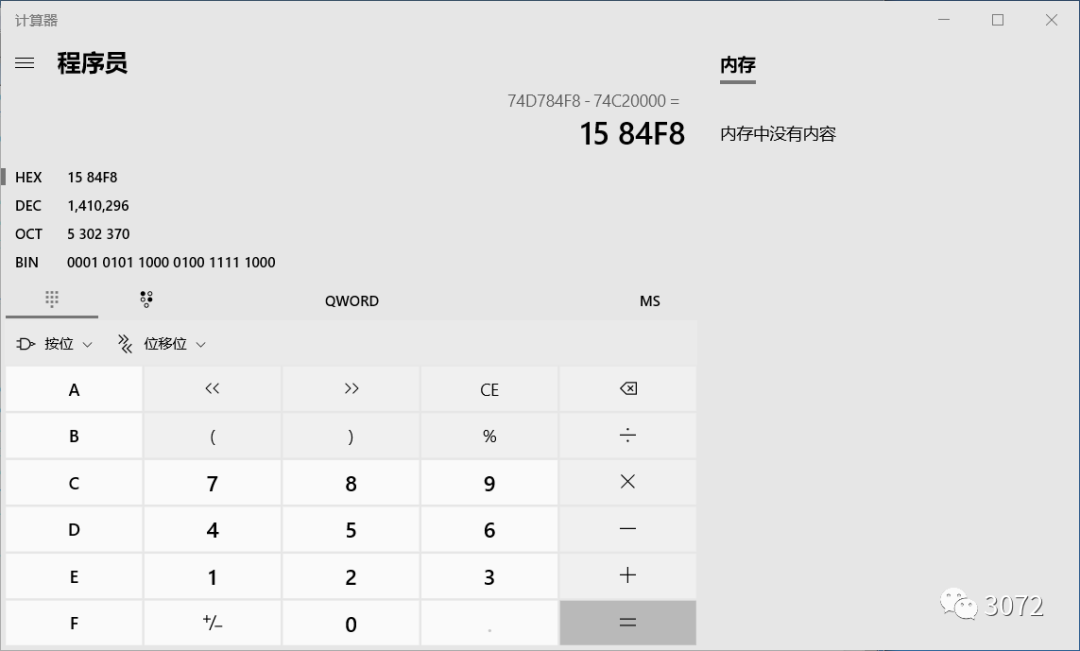 计算器
程序员
74D784F8 - 74C20000 =
15 84F8
HEX 15 84F8
DEC 1,410,296
OCT 5 302 370
BIN 0001 0101 1000 0100 1111 1000
QWORD MS
按位 位移位
A << >> CE
B ( ) % ÷
C 7 8 9 ×
D 4 5 6 −
E 1 2 3 +
F +/− 0 . =
内存
内存中没有内容
3072